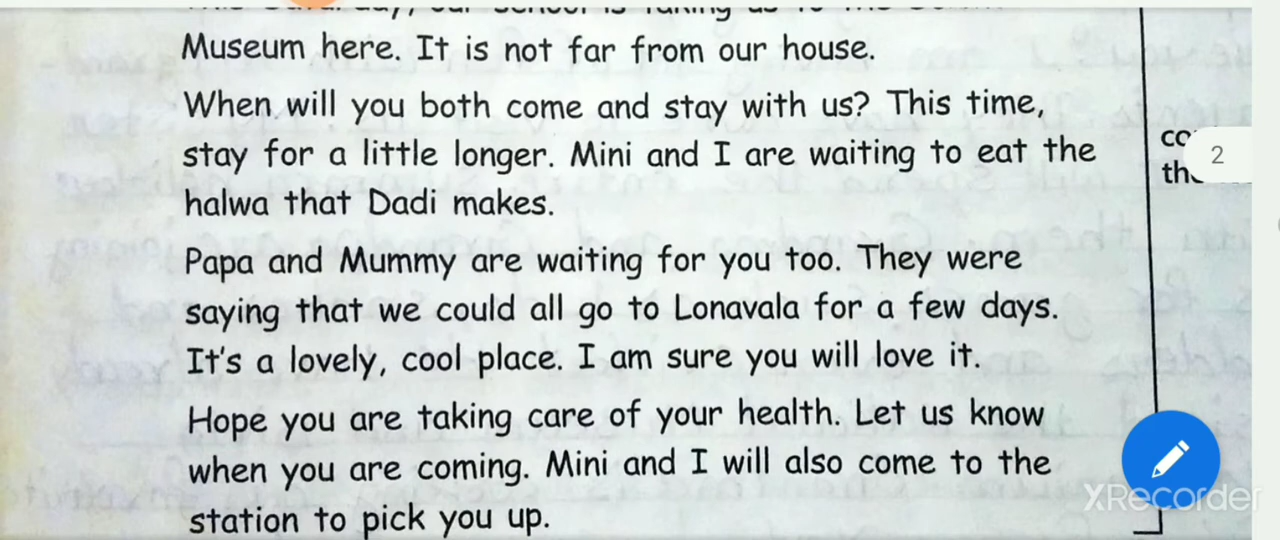 Museum here. It is not far from our house.
When will you both come and stay with us? This time,
stay for a little longer. Mini and I are waiting to eat the
halwa that Dadi makes.
Papa and Mummy are waiting for you too. They were
saying that we could all go to Lonavala for a few days.
It's a lovely, cool place. I am sure you will love it.
Hope you are taking care of your health. Let us know
when you are coming. Mini and I will also come to the
station to pick you up.
2
XRecorder